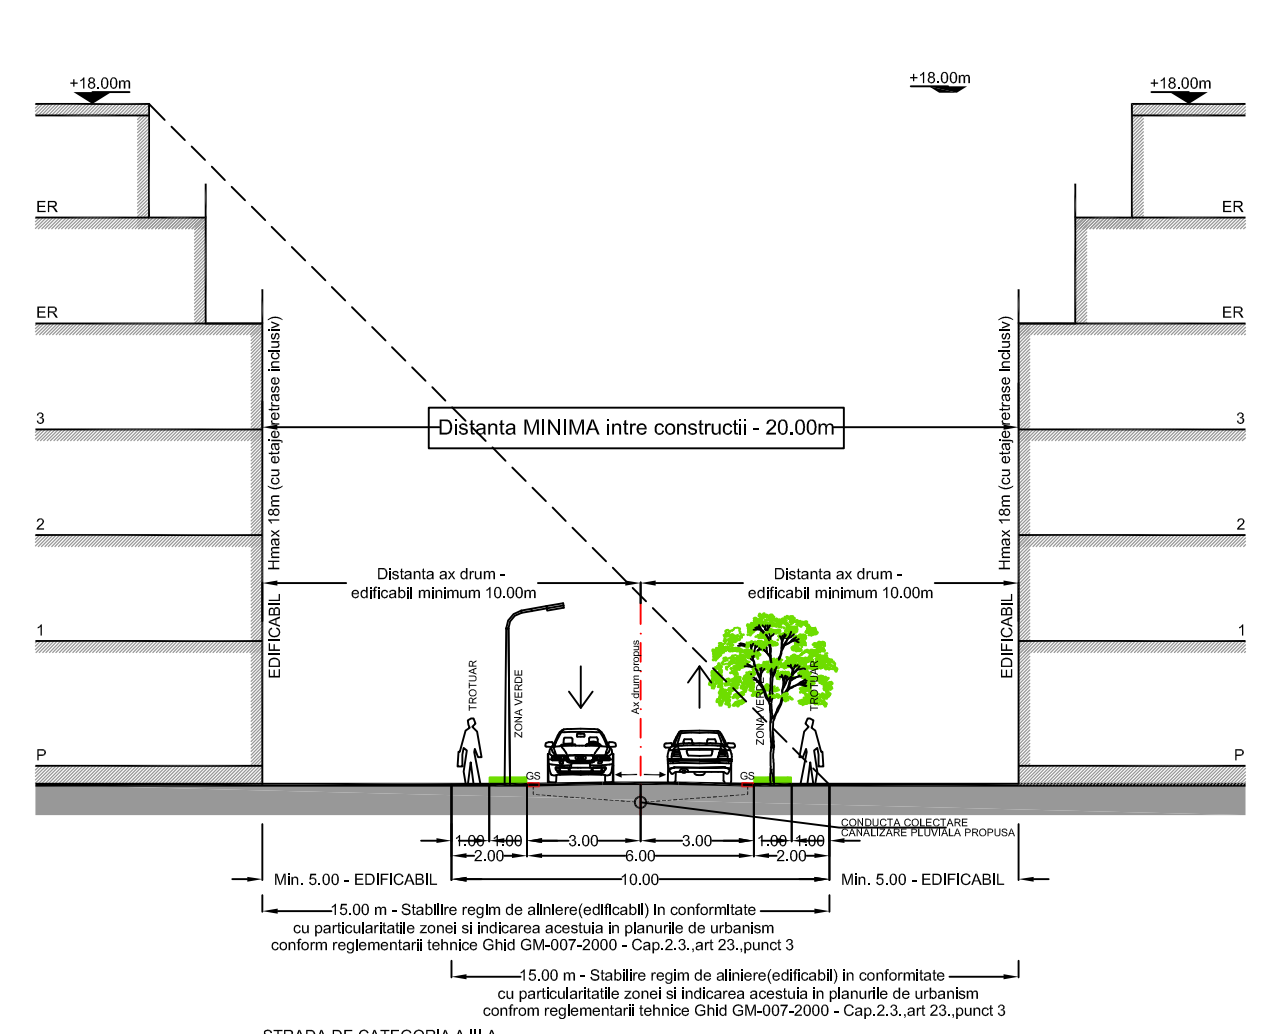 +18.00m
+18.00m
+18.00m
ER
ER
ER
ER
Hmax 18m (cu etaje retrase inclusiv)
Hmax 18m (cu etaje retrase inclusiv)
3
3
Distanta MINIMA intre constructii - 20.00m
2
2
Distanta ax drum -
edificabil minimum 10.00m
Distanta ax drum -
edificabil minimum 10.00m
EDIFICABIL
EDIFICABIL
1
1
TROTUAR
ZONA VERDE
Ax drum propus
ZONA VERDE
TROTUAR
P
P
GS
GS
CONDUCTA COLECTARE
CANALIZARE PLUVIALA PROPUSA
1.00 1.00 3.00 3.00 1.00 1.00
2.00 6.00 2.00
Min. 5.00 - EDIFICABIL 10.00 Min. 5.00 - EDIFICABIL
15.00 m - Stabilire regim de aliniere(edificabil) in conformitate
cu particularitatile zonei si indicarea acestuia in planurile de urbanism
conform reglementarii tehnice Ghid GM-007-2000 - Cap.2.3.,art 23.,punct 3
15.00 m - Stabilire regim de aliniere(edificabil) in conformitate
cu particularitatile zonei si indicarea acestuia in planurile de urbanism
confrom reglementarii tehnice Ghid GM-007-2000 - Cap.2.3.,art 23.,punct 3
STRADA DE CATEGORIA A III A